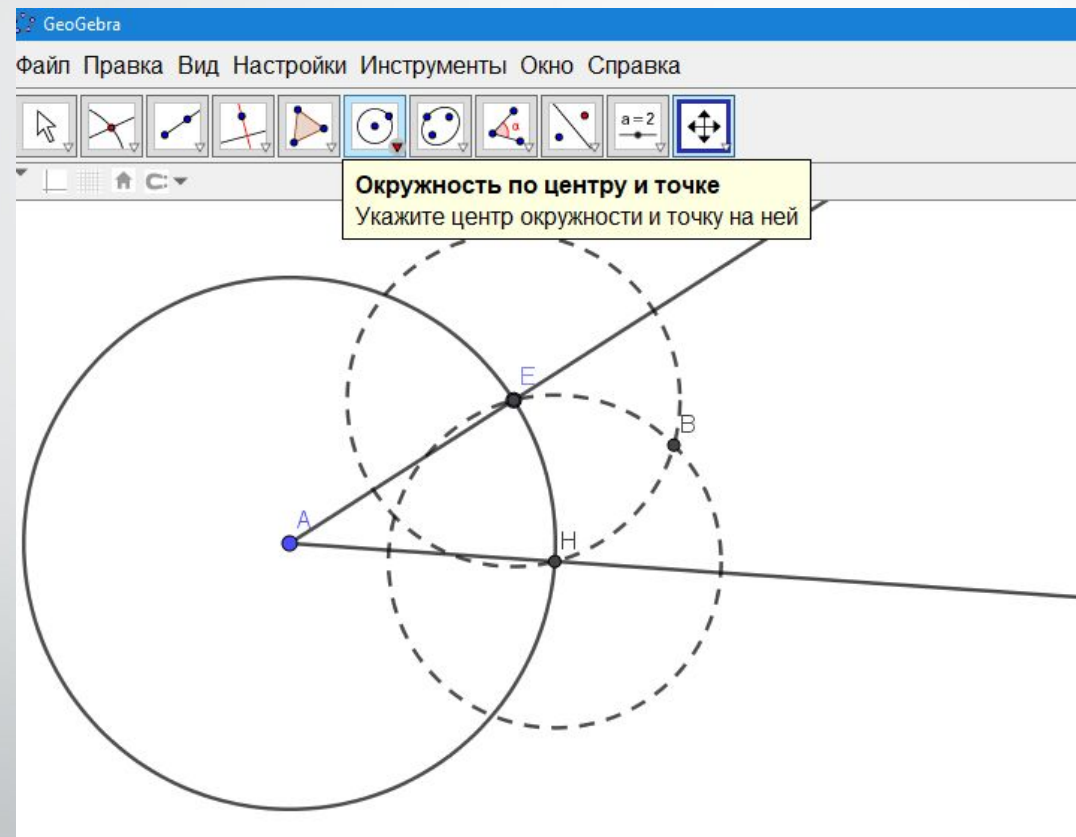 GeoGebra
Файл Правка Вид Настройки Инструменты Окно Справка
α
a=2
Окружность по центру и точке
Укажите центр окружности и точку на ней
E
B
A
H